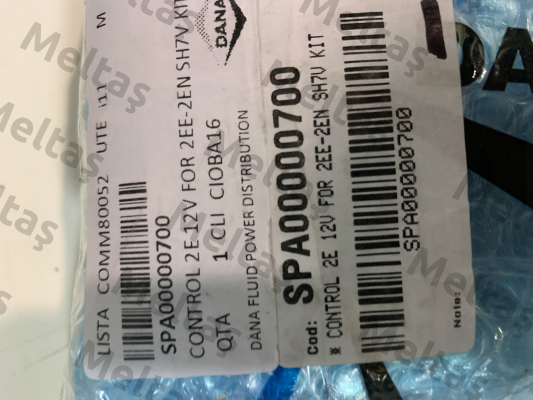 LISTA COMM80052 UTE i11 M
SPA00000700
CONTROL 2E-12V FOR 2EE-2EN SH7V KIT
QTA 1 CLI CIOBA16
DANA FLUID POWER DISTRIBUTION
DANA
Cod: SPA00000700
* CONTROL 2E 12V FOR 2EE-2EN SH7V KIT
SPA00000700
Note:
Meltaş